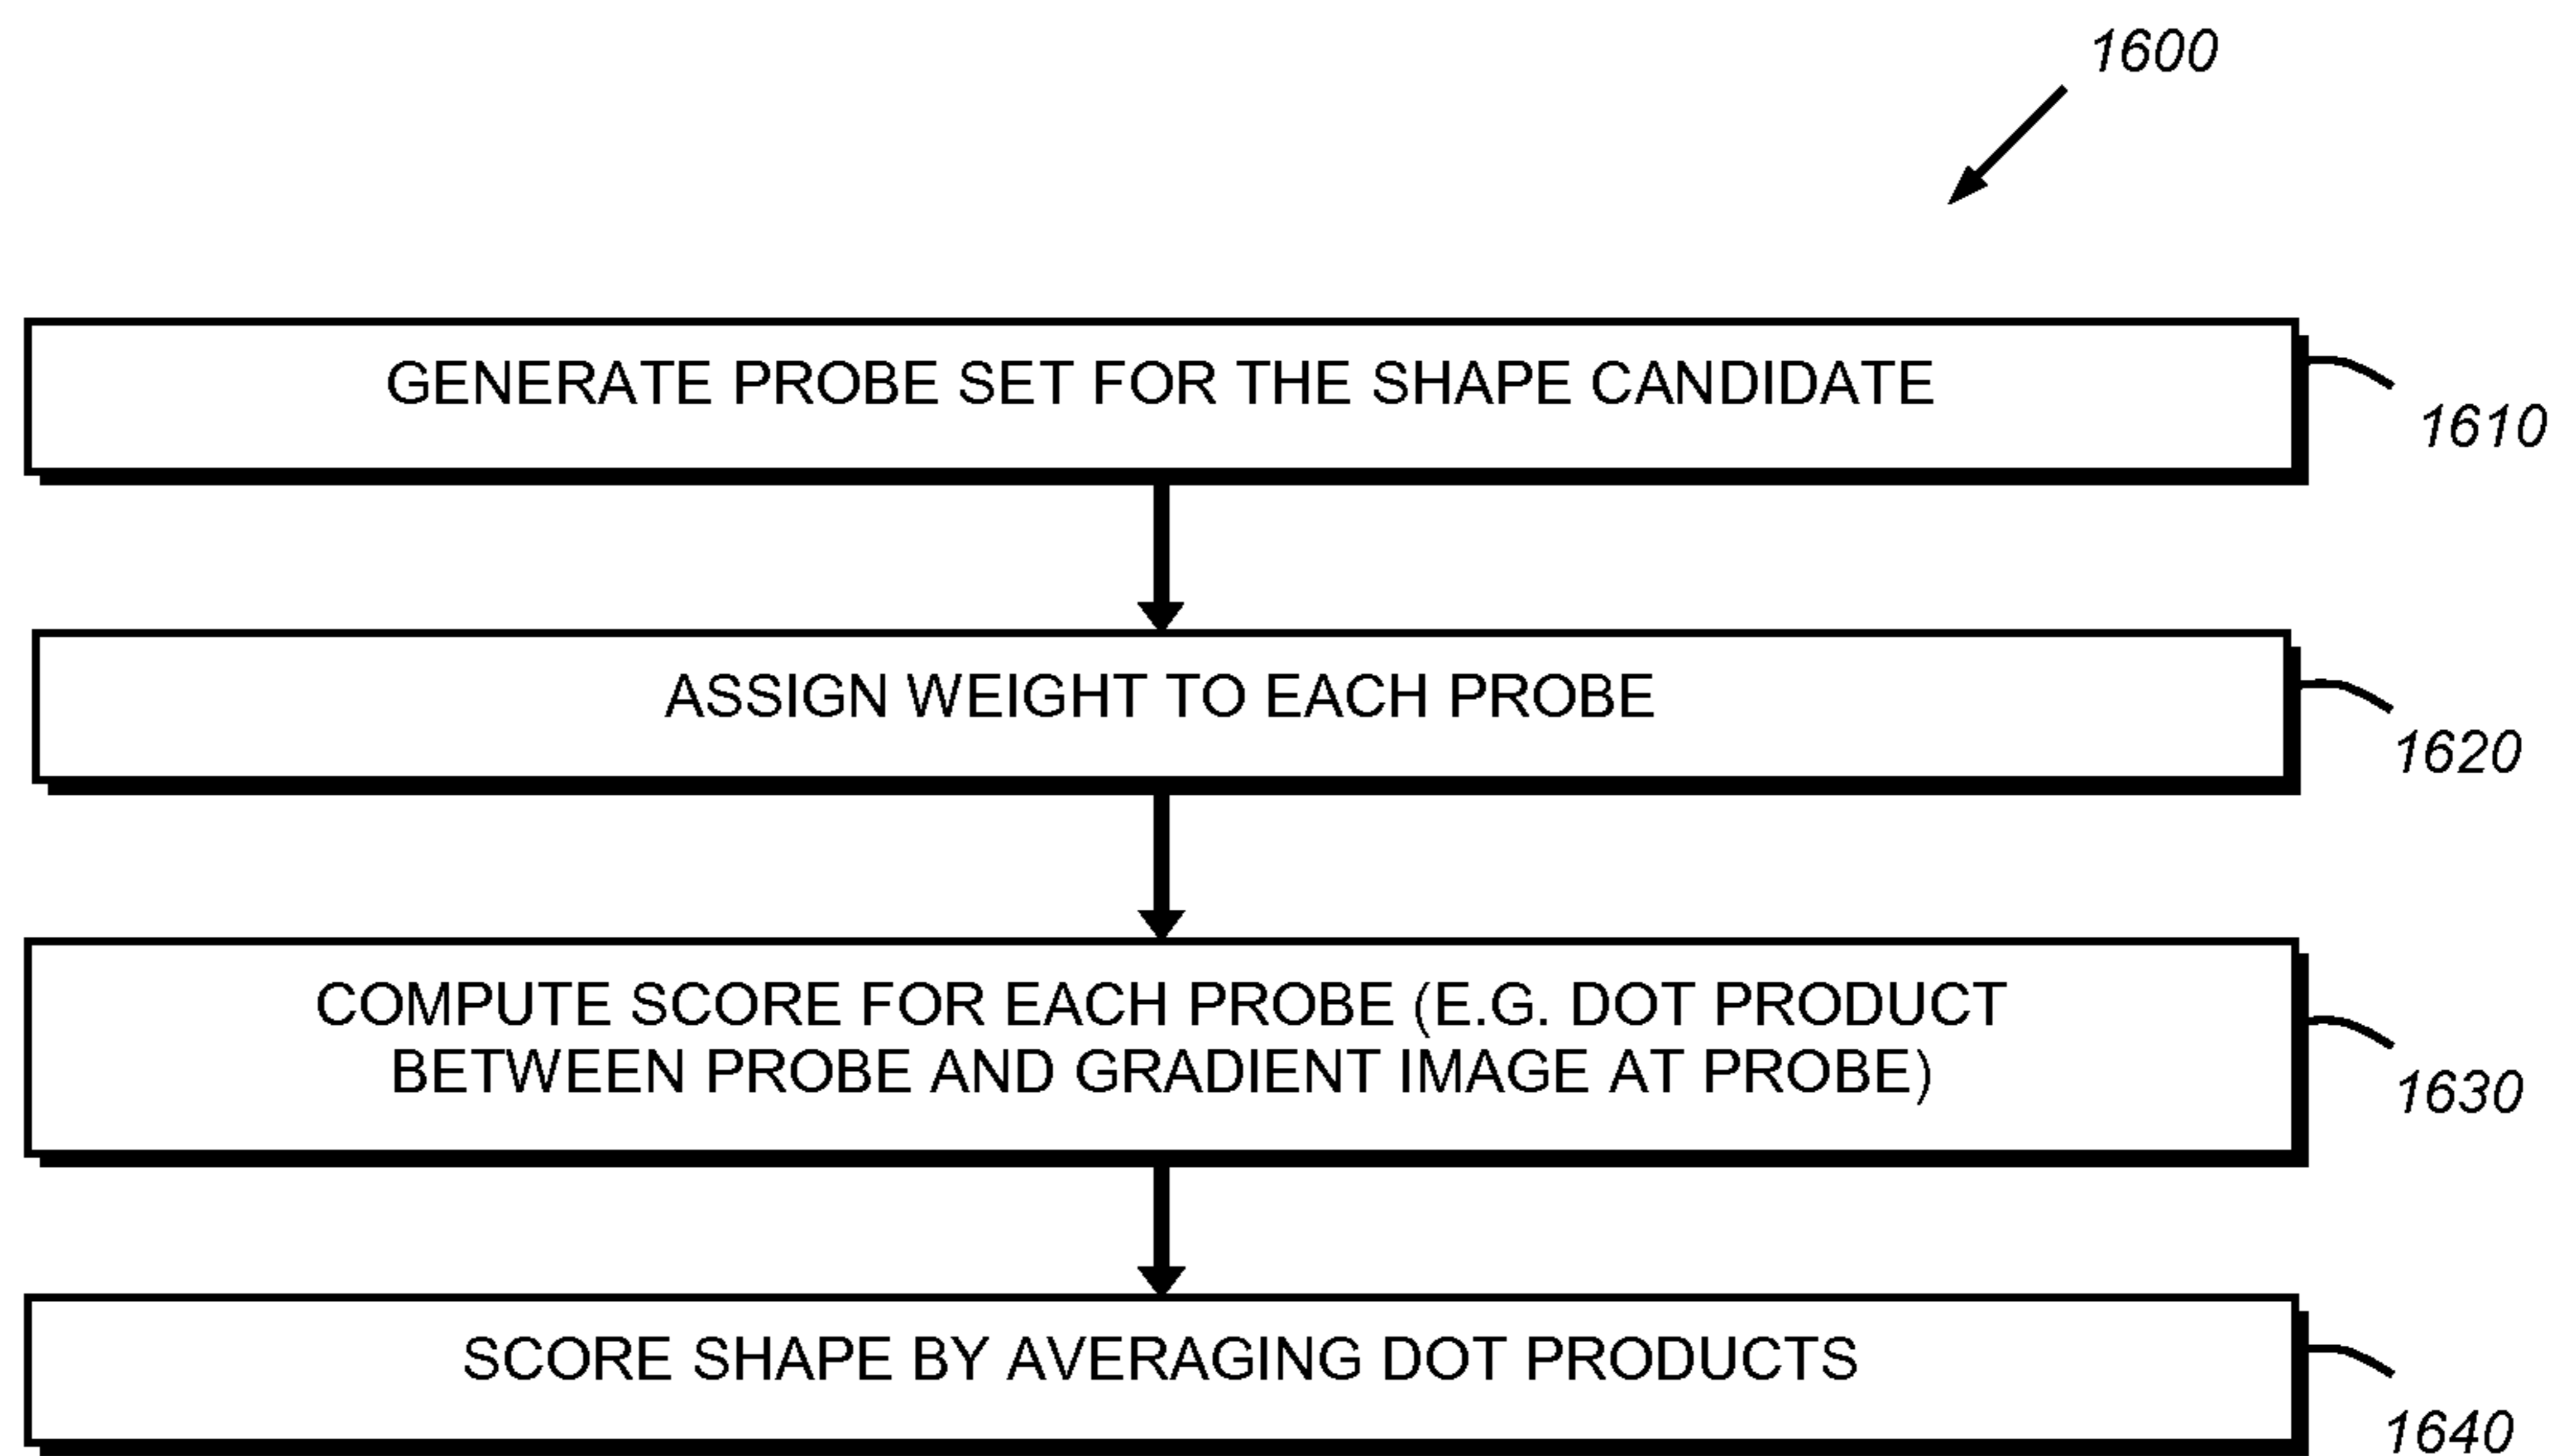 1600
GENERATE PROBE SET FOR THE SHAPE CANDIDATE
1610
ASSIGN WEIGHT TO EACH PROBE
1620
COMPUTE SCORE FOR EACH PROBE (E.G. DOT PRODUCT
BETWEEN PROBE AND GRADIENT IMAGE AT PROBE)
1630
SCORE SHAPE BY AVERAGING DOT PRODUCTS
1640